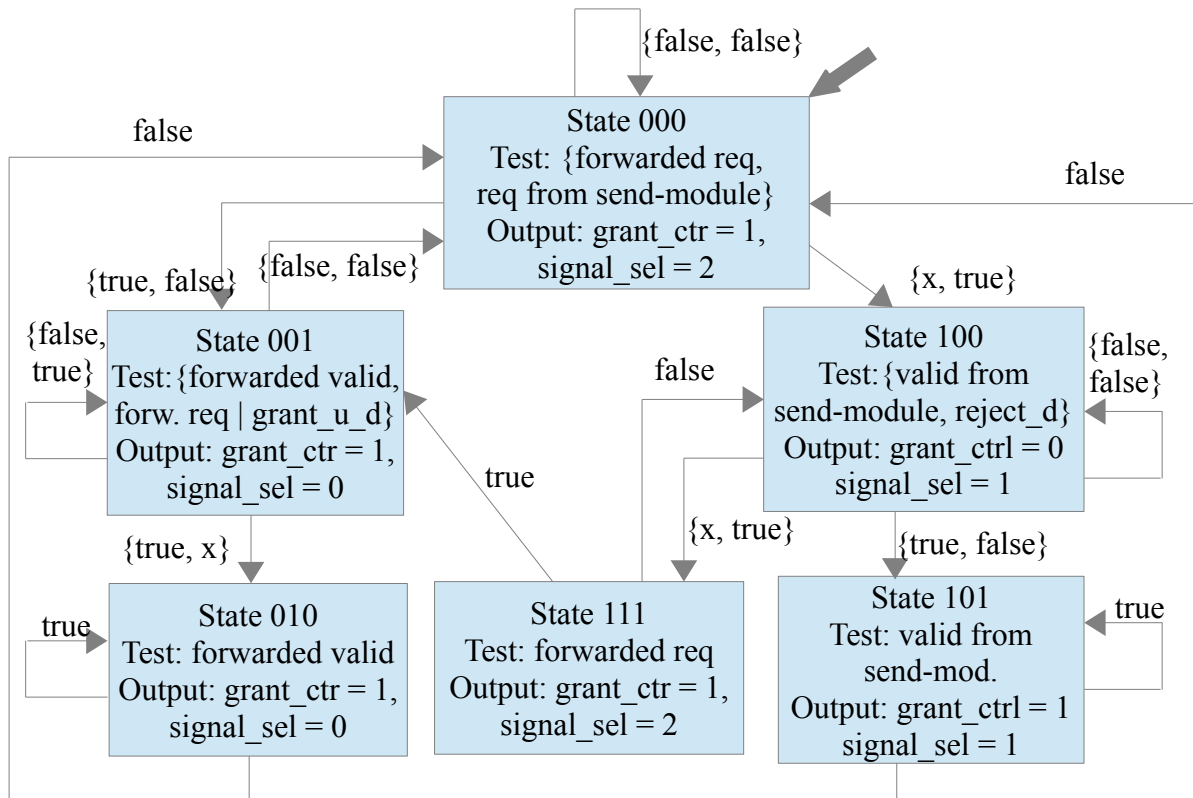 {false, false}
false
State 000
Test: {forwarded req,
req from send-module}
Output: grant_ctr = 1,
signal_sel = 2
false
{true, false}
{false, false}
{x, true}
{false,
true}
State 001
Test:{forwarded valid,
forw. req | grant_u_d}
Output: grant_ctr = 1,
signal_sel = 0
false
State 100
Test:{valid from
send-module, reject_d}
Output: grant_ctrl = 0
signal_sel = 1
{false,
false}
true
{true, x}
{x, true}
{true, false}
true
State 010
Test: forwarded valid
Output: grant_ctr = 1,
signal_sel = 0
State 111
Test: forwarded req
Output: grant_ctr = 1,
signal_sel = 2
State 101
Test: valid from
send-mod.
Output: grant_ctrl = 1
signal_sel = 1
true